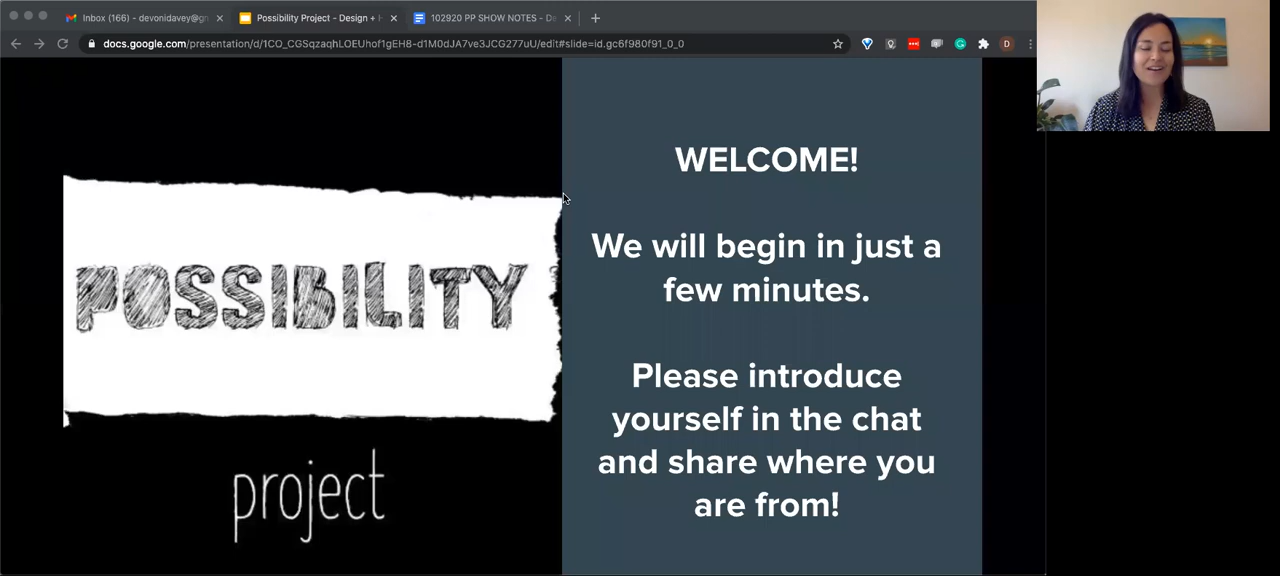 Inbox (166) - devonidavey@gm
Possibility Project - Design +
102920 PP SHOW NOTES - De
docs.google.com/presentation/d/1CO_CGSqzaqhLOEUhof1gEH8-d1M0dJA7ve3JCG277uU/edit#slide=id.gc6f980f91_0_0
D
WELCOME!
We will begin in just a
few minutes.
POSSIBILITY
project
Please introduce
yourself in the chat
and share where you
are from!